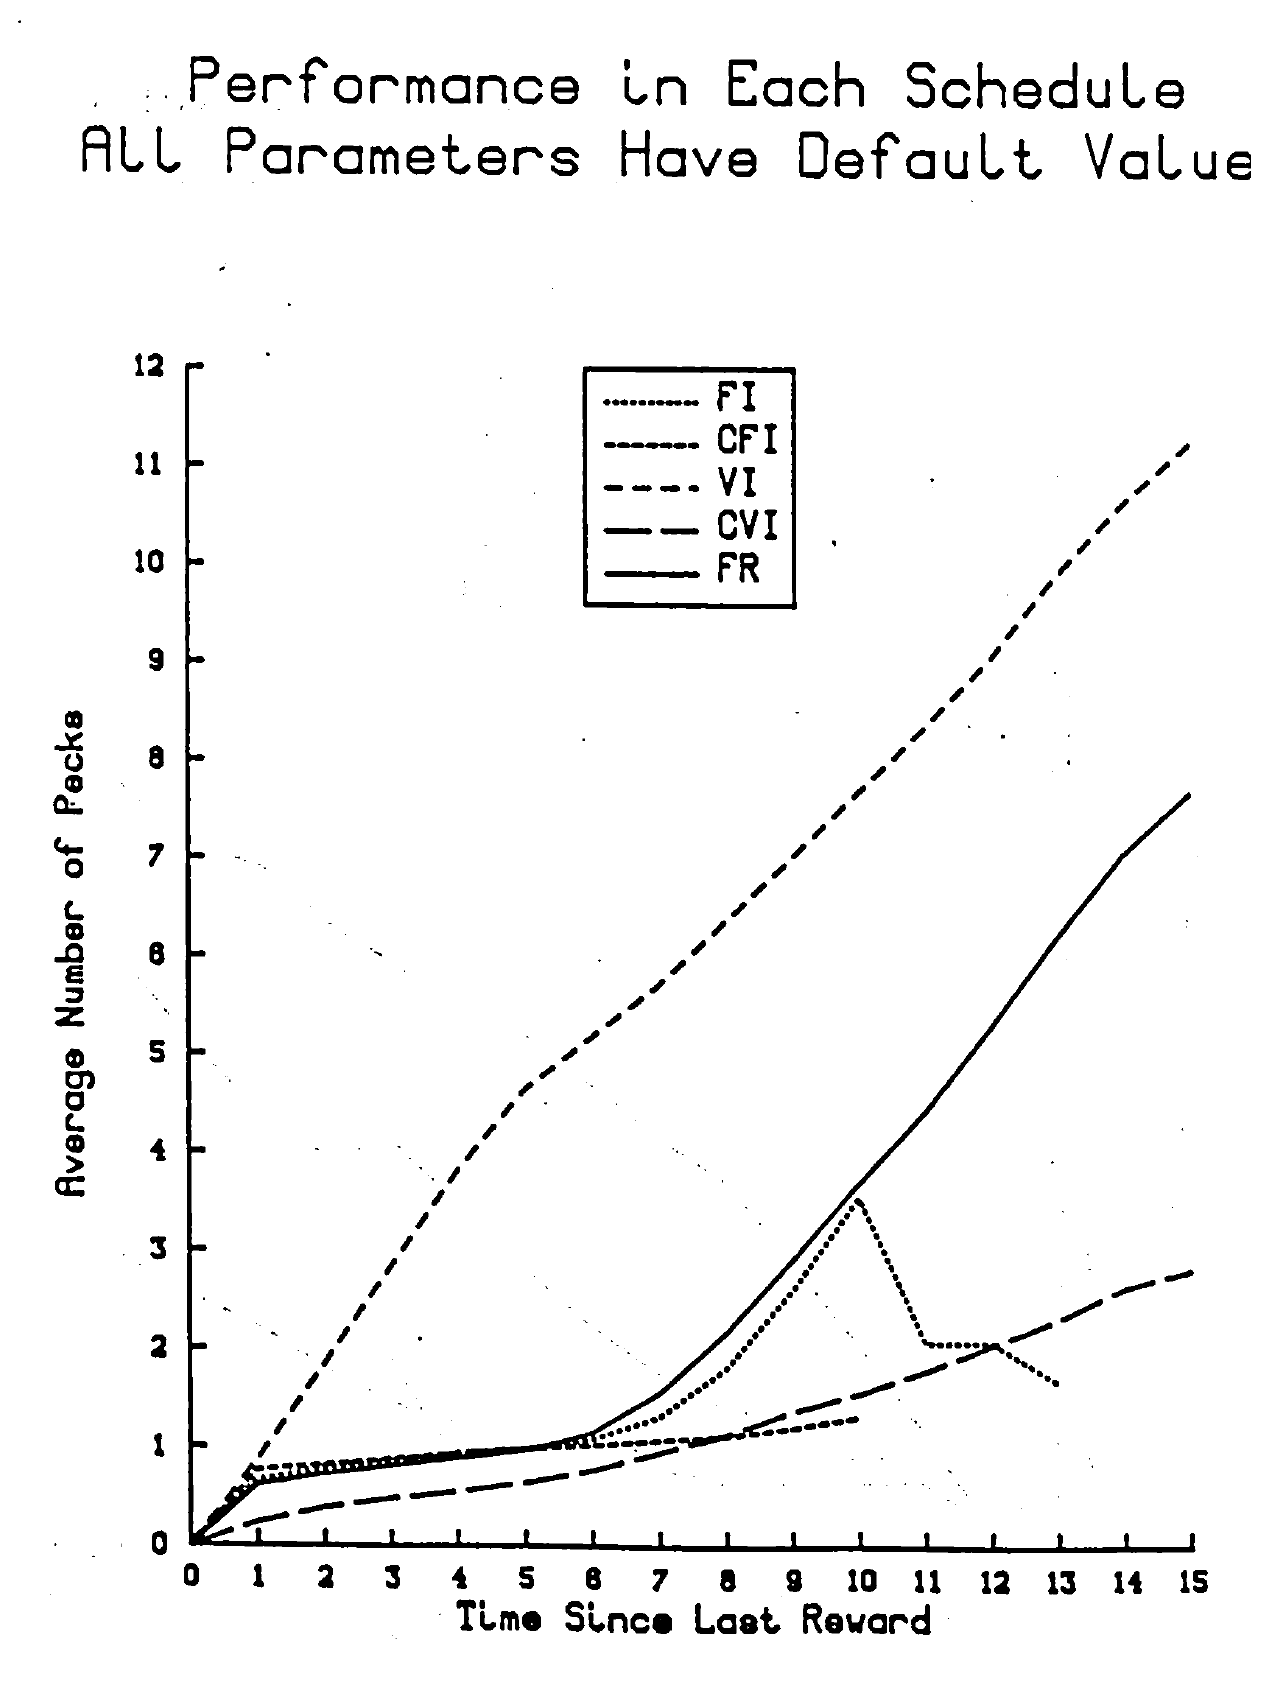 Performance in Each Schedule
All Parameters Have Default Value
12
11
10
9
8
7
6
5
4
3
2
1
0
FI
CFI
VI
CVI
FR
Average Number of Pecks
0 1 2 3 4 5 6 7 8 9 10 11 12 13 14 15
Time Since Last Reward